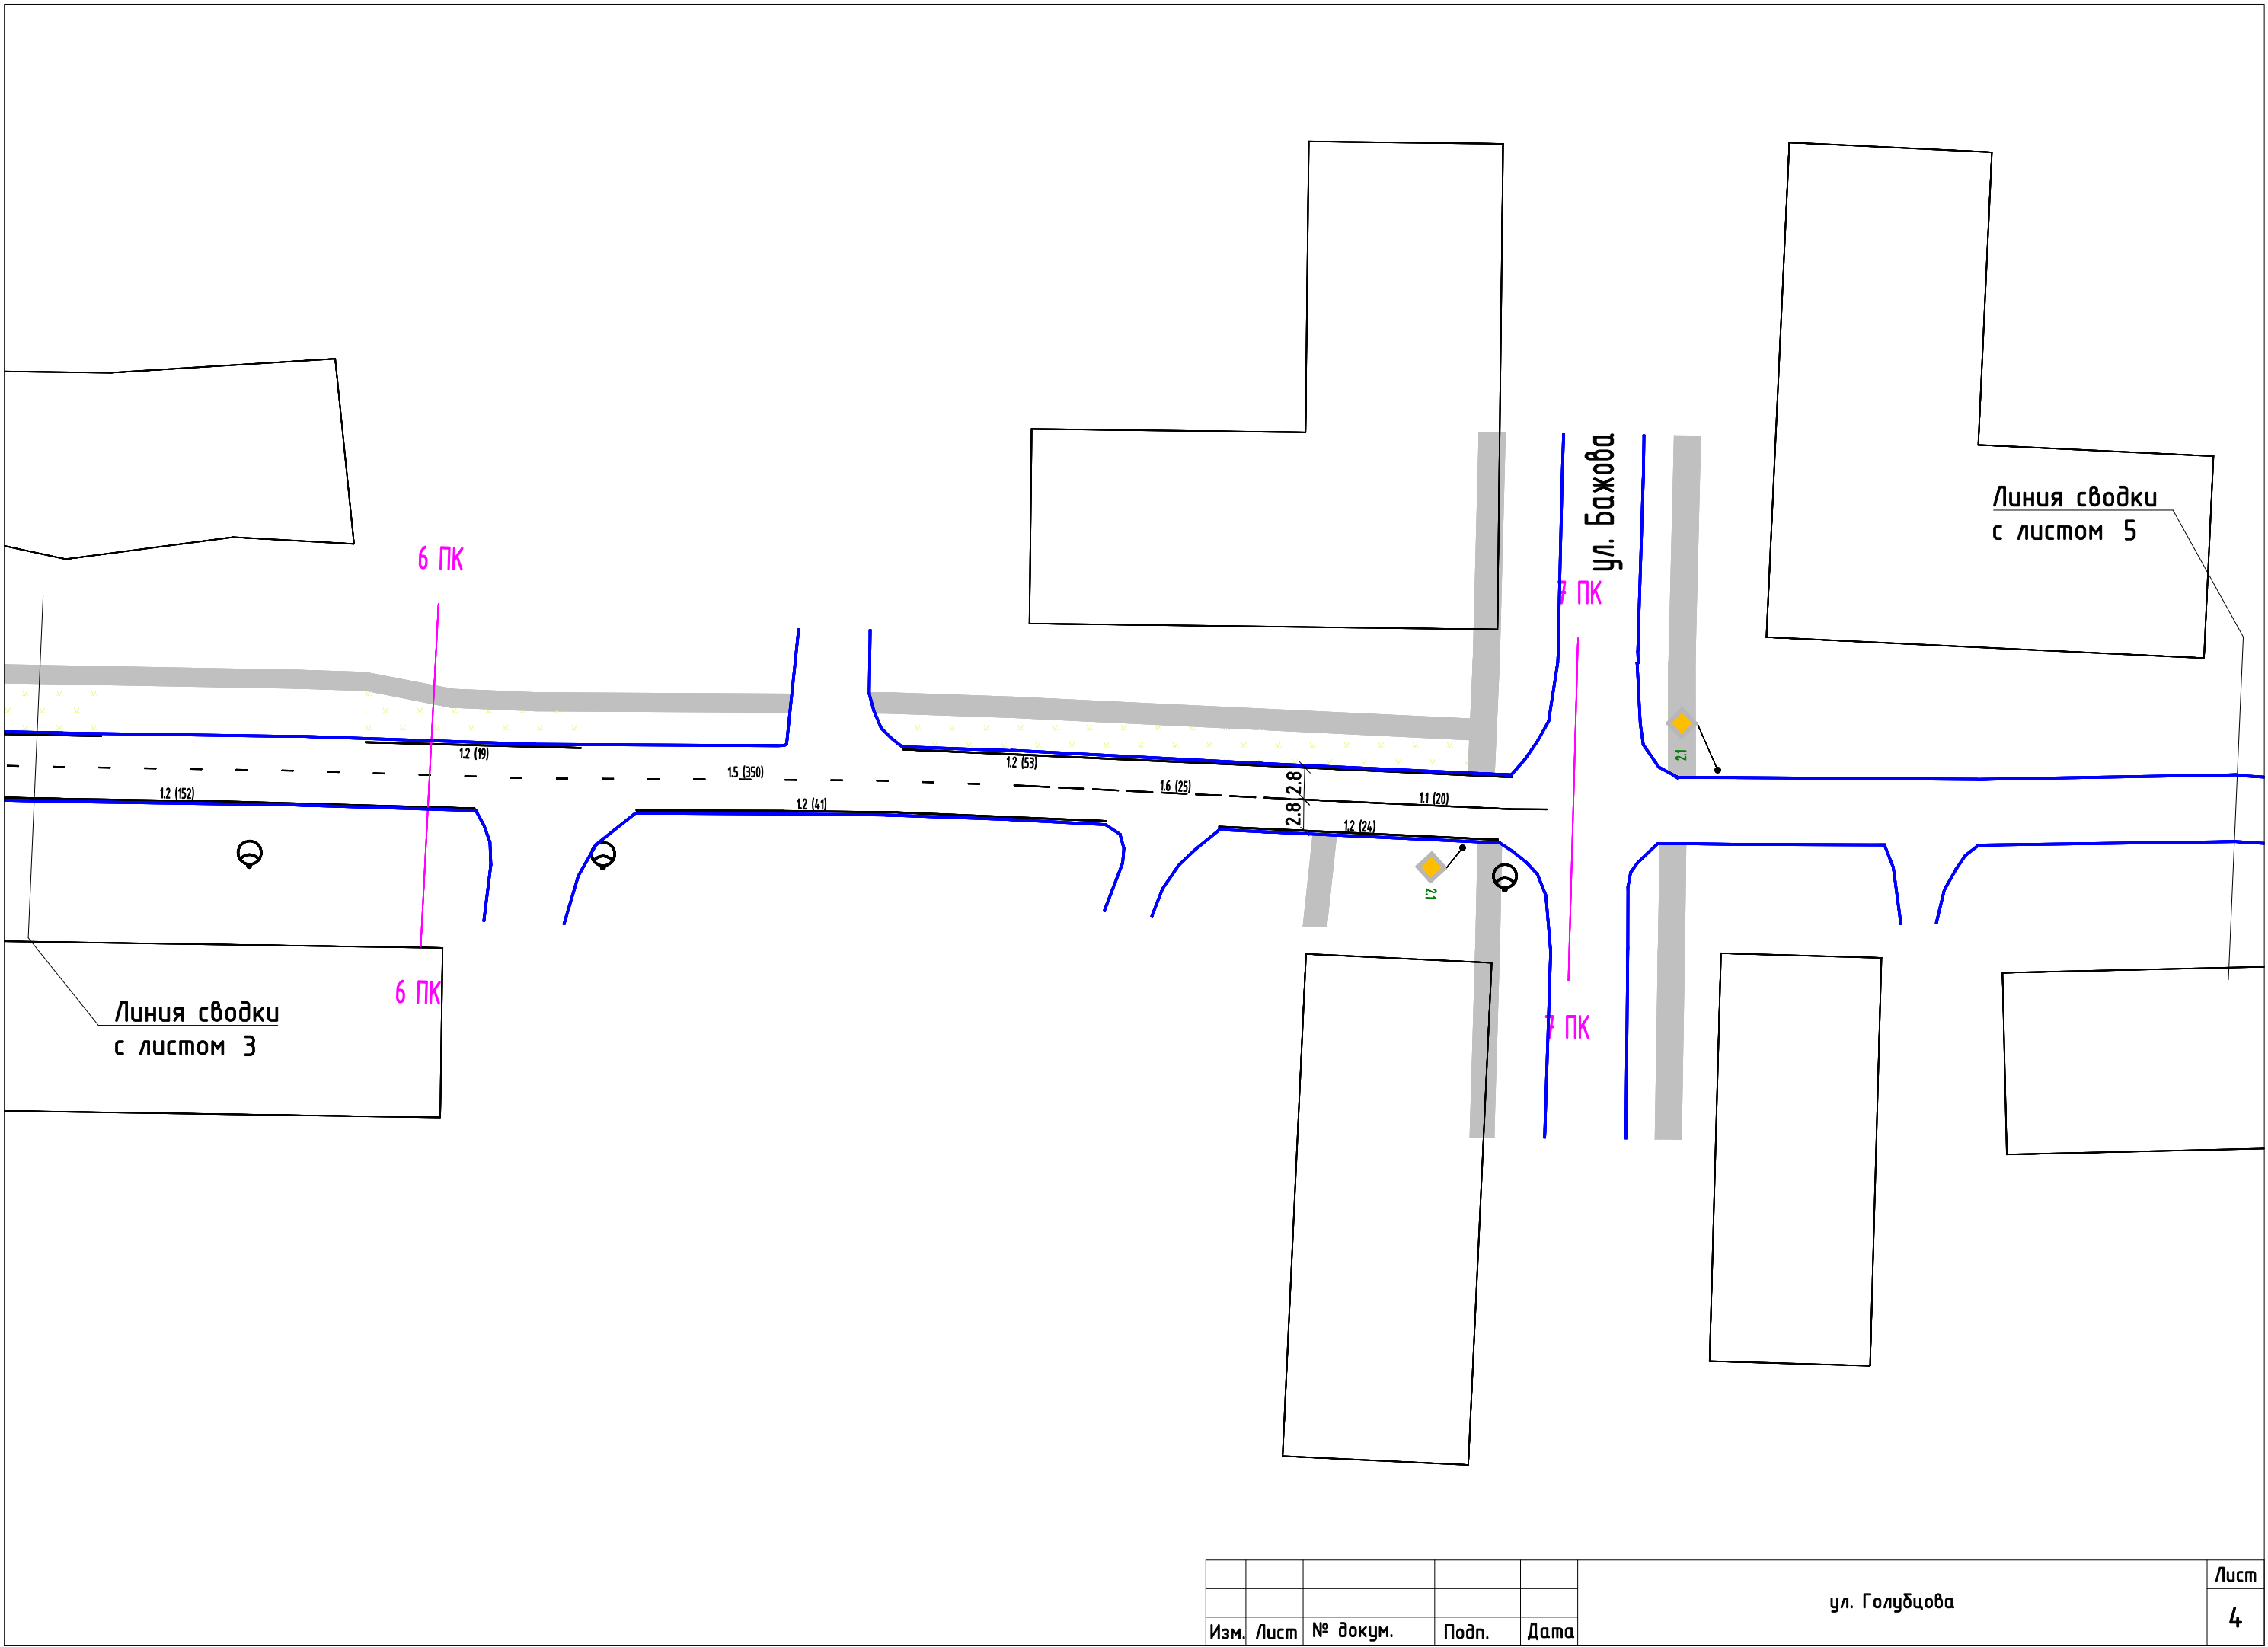 ул. Бажова
Линия сводки
с листом 5
6 ПК
7 ПК
2.1
1.2 (19)
1.2 (53)
1.5 (350)
1.6 (25)
2.8
2.8
1.1 (20)
1.2 (152)
1.2 (41)
1.2 (24)
2.1
6 ПК
Линия сводки
с листом 3
7 ПК
Лист
ул. Голубцова
4
Изм. Лист № докум. Подп. Дата